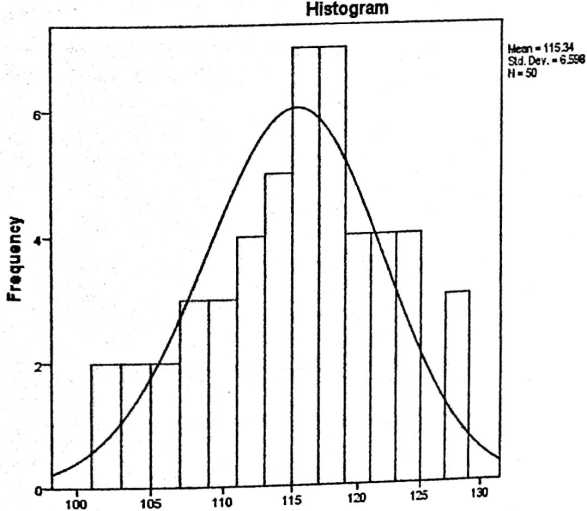 Histogram
Mean = 115.34
Std. Dev. = 6.598
N = 50
Frequency
6
4
2
0
100 105 110 115 120 125 130